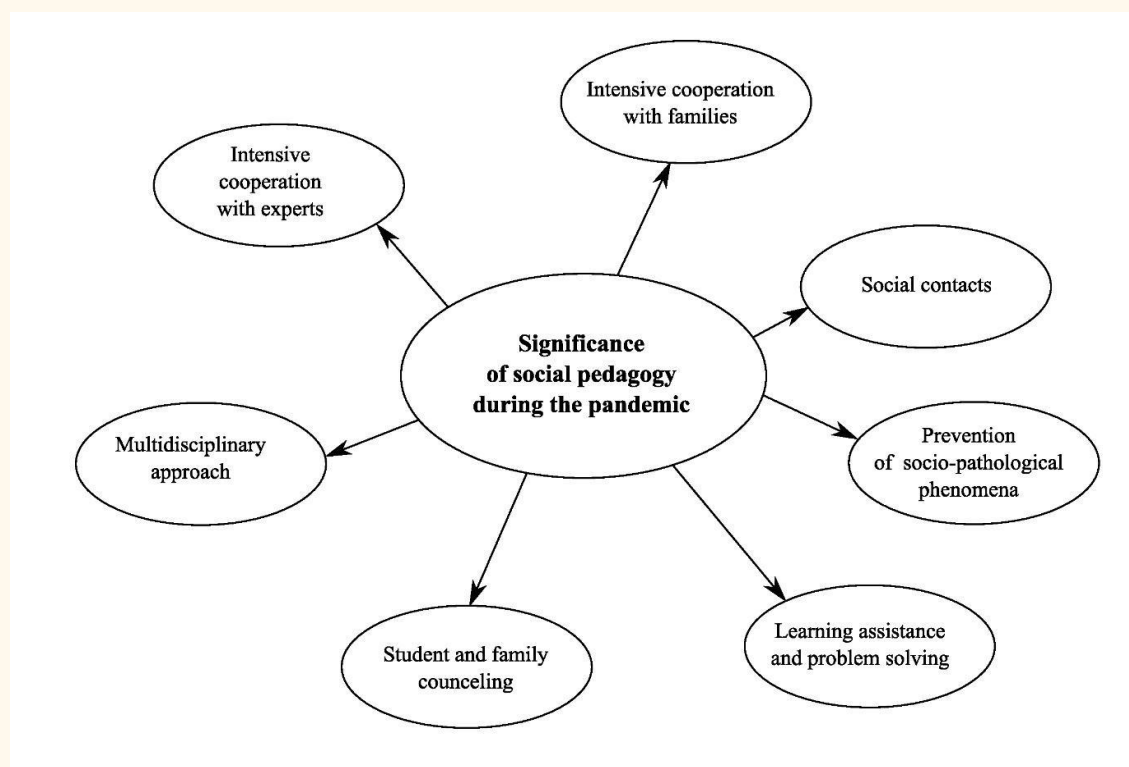 Intensive cooperation
with families
Intensive
cooperation
with experts
Social contacts
Significance
of social pedagogy
during the pandemic
Multidisciplinary
approach
Prevention
of socio-pathological
phenomena
Student and family
counceling
Learning assistance
and problem solving